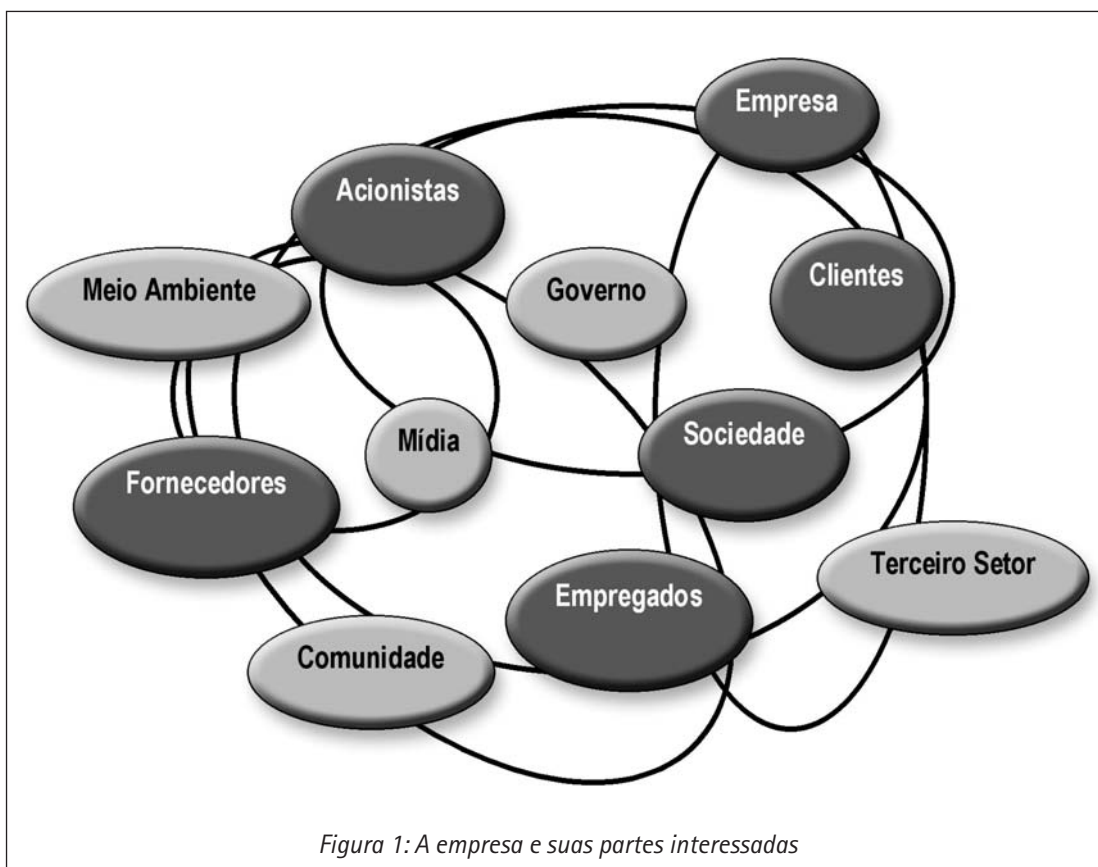 Empresa
Acionistas
Meio Ambiente
Governo
Clientes
Mídia
Sociedade
Fornecedores
Terceiro Setor
Empregados
Comunidade
Figura 1: A empresa e suas partes interessadas